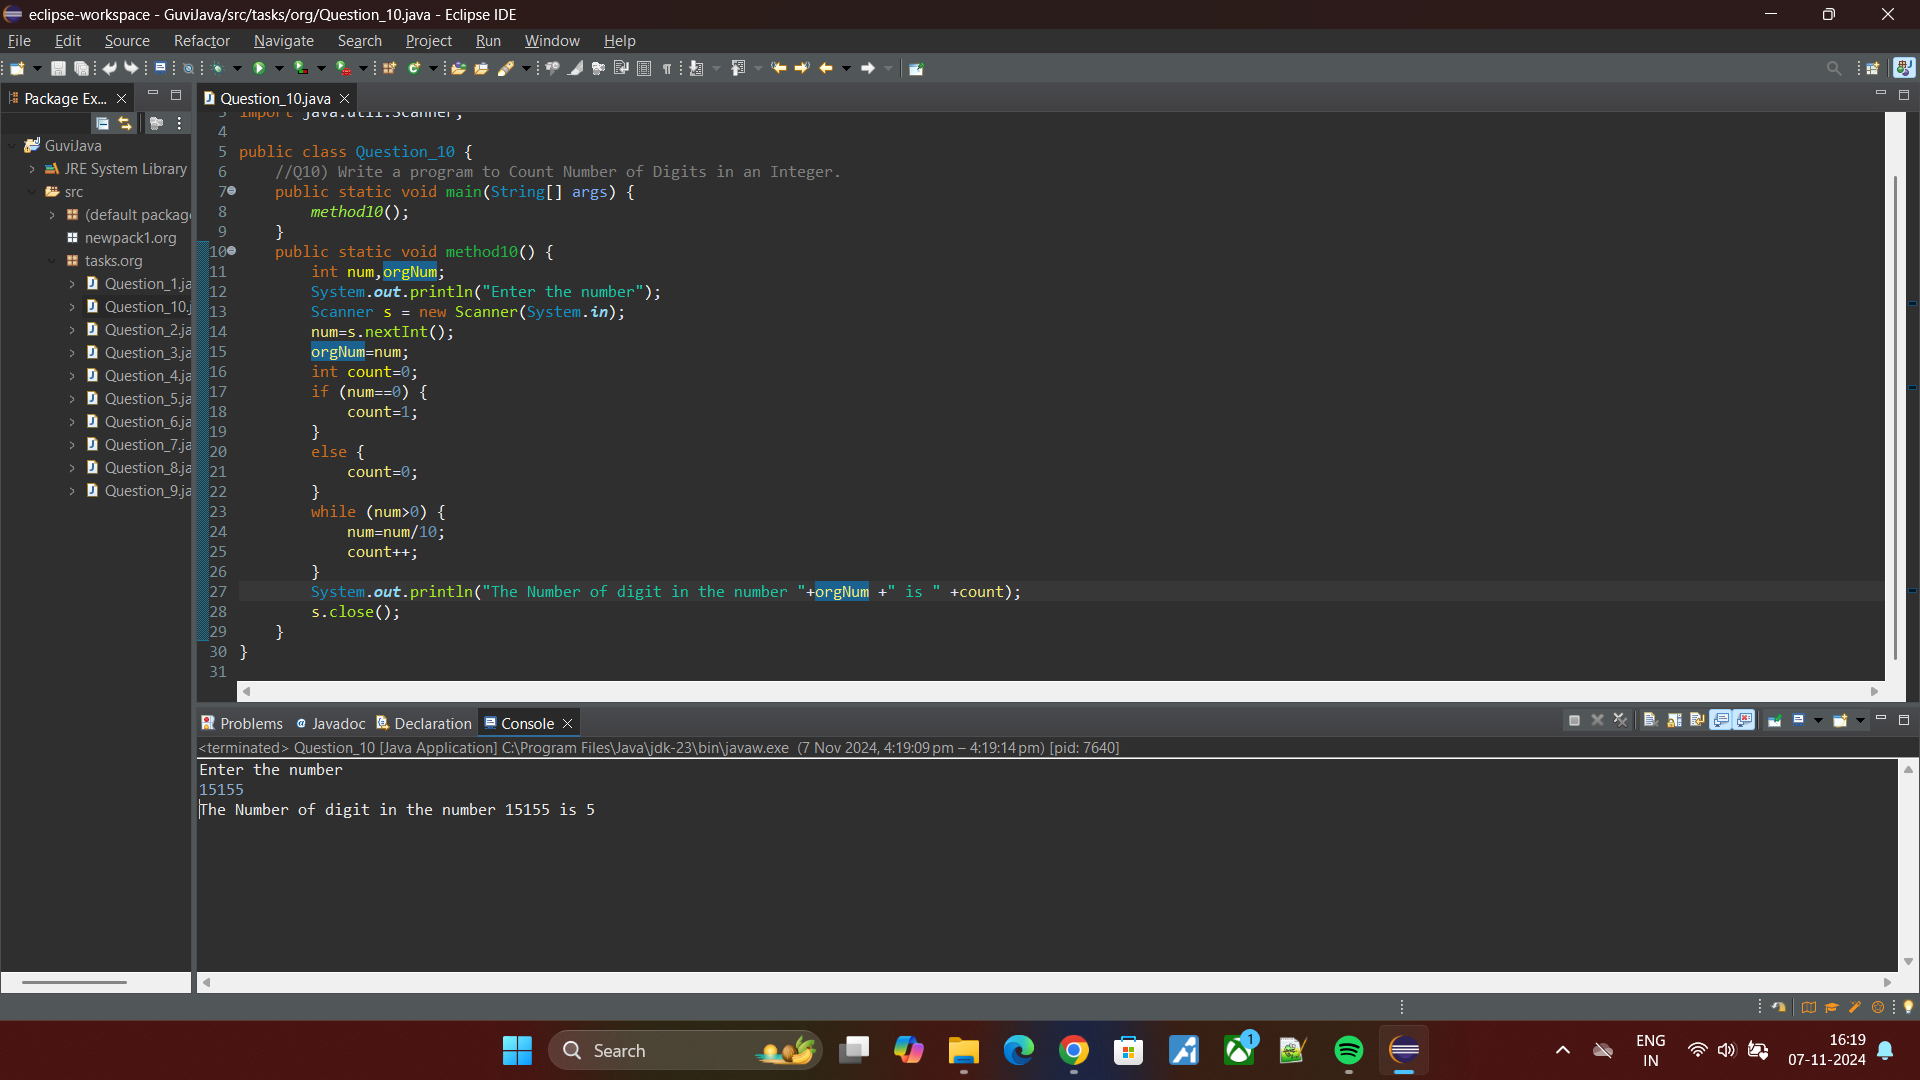 eclipse-workspace - GuviJava/src/tasks/org/Question_10.java - Eclipse IDE
File Edit Source Refactor Navigate Search Project Run Window Help
Package Ex...
Question_10.java
GuviJava
JRE System Library
src
(default package
newpack1.org
tasks.org
Question_1.ja
Question_10.j
Question_2.ja
Question_3.ja
Question_4.ja
Question_5.ja
Question_6.ja
Question_7.ja
Question_8.ja
Question_9.ja
3 import java.util.Scanner;
4
5 public class Question_10 {
6 //Q10) Write a program to Count Number of Digits in an Integer.
7 public static void main(String[] args) {
8 method10();
9 }
10 public static void method10() {
11 int num,orgNum;
12 System.out.println("Enter the number");
13 Scanner s = new Scanner(System.in);
14 num=s.nextInt();
15 orgNum=num;
16 int count=0;
17 if (num==0) {
18 count=1;
19 }
20 else {
21 count=0;
22 }
23 while (num>0) {
24 num=num/10;
25 count++;
26 }
27 System.out.println("The Number of digit in the number "+orgNum +" is " +count);
28 s.close();
29 }
30 }
31
Problems Javadoc Declaration Console
<terminated> Question_10 [Java Application] C:\Program Files\Java\jdk-23\bin\javaw.exe (7 Nov 2024, 4:19:09 pm – 4:19:14 pm) [pid: 7640]
Enter the number
15155
The Number of digit in the number 15155 is 5
Search
1
ENG
IN
16:19
07-11-2024